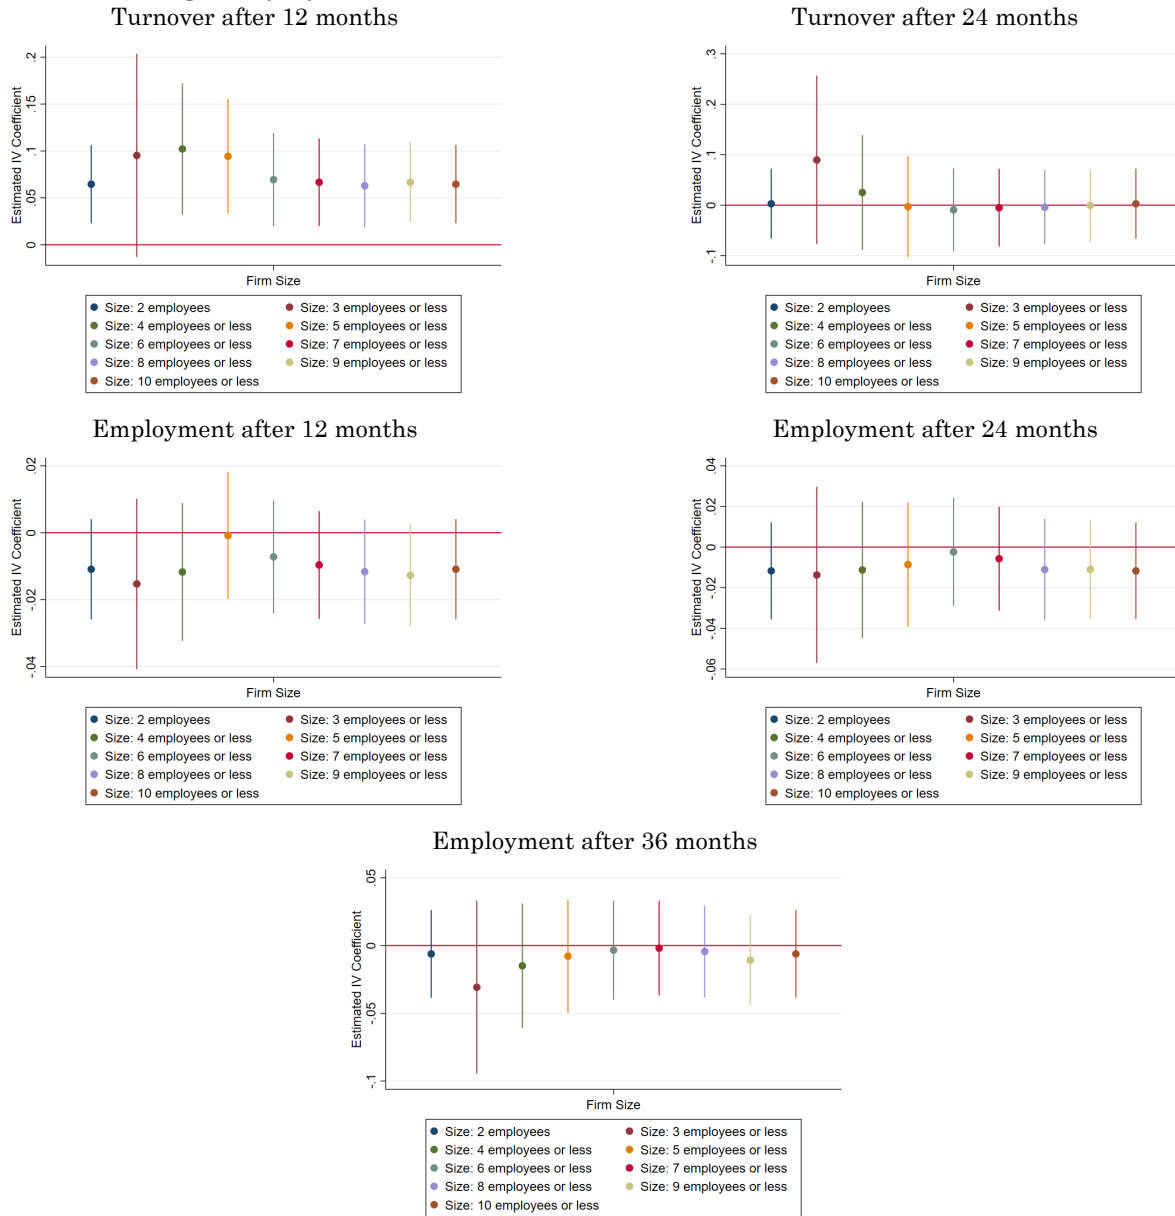 Turnover after 12 months
Estimated IV Coefficient
.2
.15
.1
.05
0
Firm Size
Size: 2 employees
Size: 3 employees or less
Size: 4 employees or less
Size: 5 employees or less
Size: 6 employees or less
Size: 7 employees or less
Size: 8 employees or less
Size: 9 employees or less
Size: 10 employees or less
Turnover after 24 months
Estimated IV Coefficient
.3
.2
.1
0
-.1
Firm Size
Size: 2 employees
Size: 3 employees or less
Size: 4 employees or less
Size: 5 employees or less
Size: 6 employees or less
Size: 7 employees or less
Size: 8 employees or less
Size: 9 employees or less
Size: 10 employees or less
Employment after 12 months
Estimated IV Coefficient
.02
0
-.02
-.04
Firm Size
Size: 2 employees
Size: 3 employees or less
Size: 4 employees or less
Size: 5 employees or less
Size: 6 employees or less
Size: 7 employees or less
Size: 8 employees or less
Size: 9 employees or less
Size: 10 employees or less
Employment after 24 months
Estimated IV Coefficient
.04
.02
0
-.02
-.04
-.06
Firm Size
Size: 2 employees
Size: 3 employees or less
Size: 4 employees or less
Size: 5 employees or less
Size: 6 employees or less
Size: 7 employees or less
Size: 8 employees or less
Size: 9 employees or less
Size: 10 employees or less
Employment after 36 months
Estimated IV Coefficient
.05
0
-.05
-.1
Firm Size
Size: 2 employees
Size: 3 employees or less
Size: 4 employees or less
Size: 5 employees or less
Size: 6 employees or less
Size: 7 employees or less
Size: 8 employees or less
Size: 9 employees or less
Size: 10 employees or less